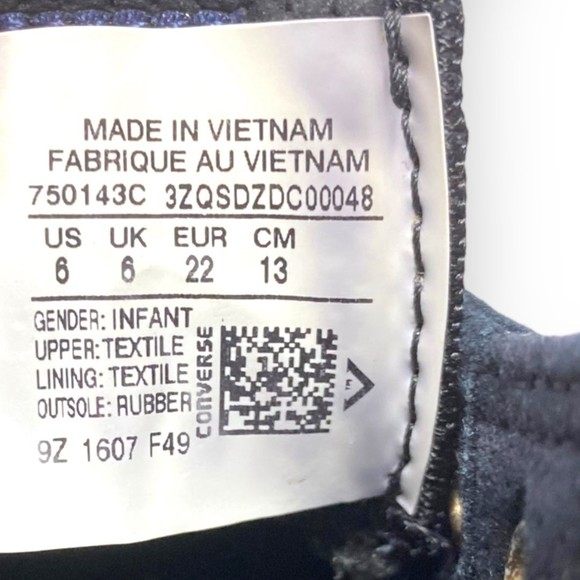 MADE IN VIETNAM
FABRIQUE AU VIETNAM
750143C 3ZQSDZDC00048
US UK EUR CM
6 6 22 13
GENDER: INFANT
UPPER: TEXTILE
LINING: TEXTILE
OUTSOLE: RUBBER
CONVERSE
9Z 1607 F49